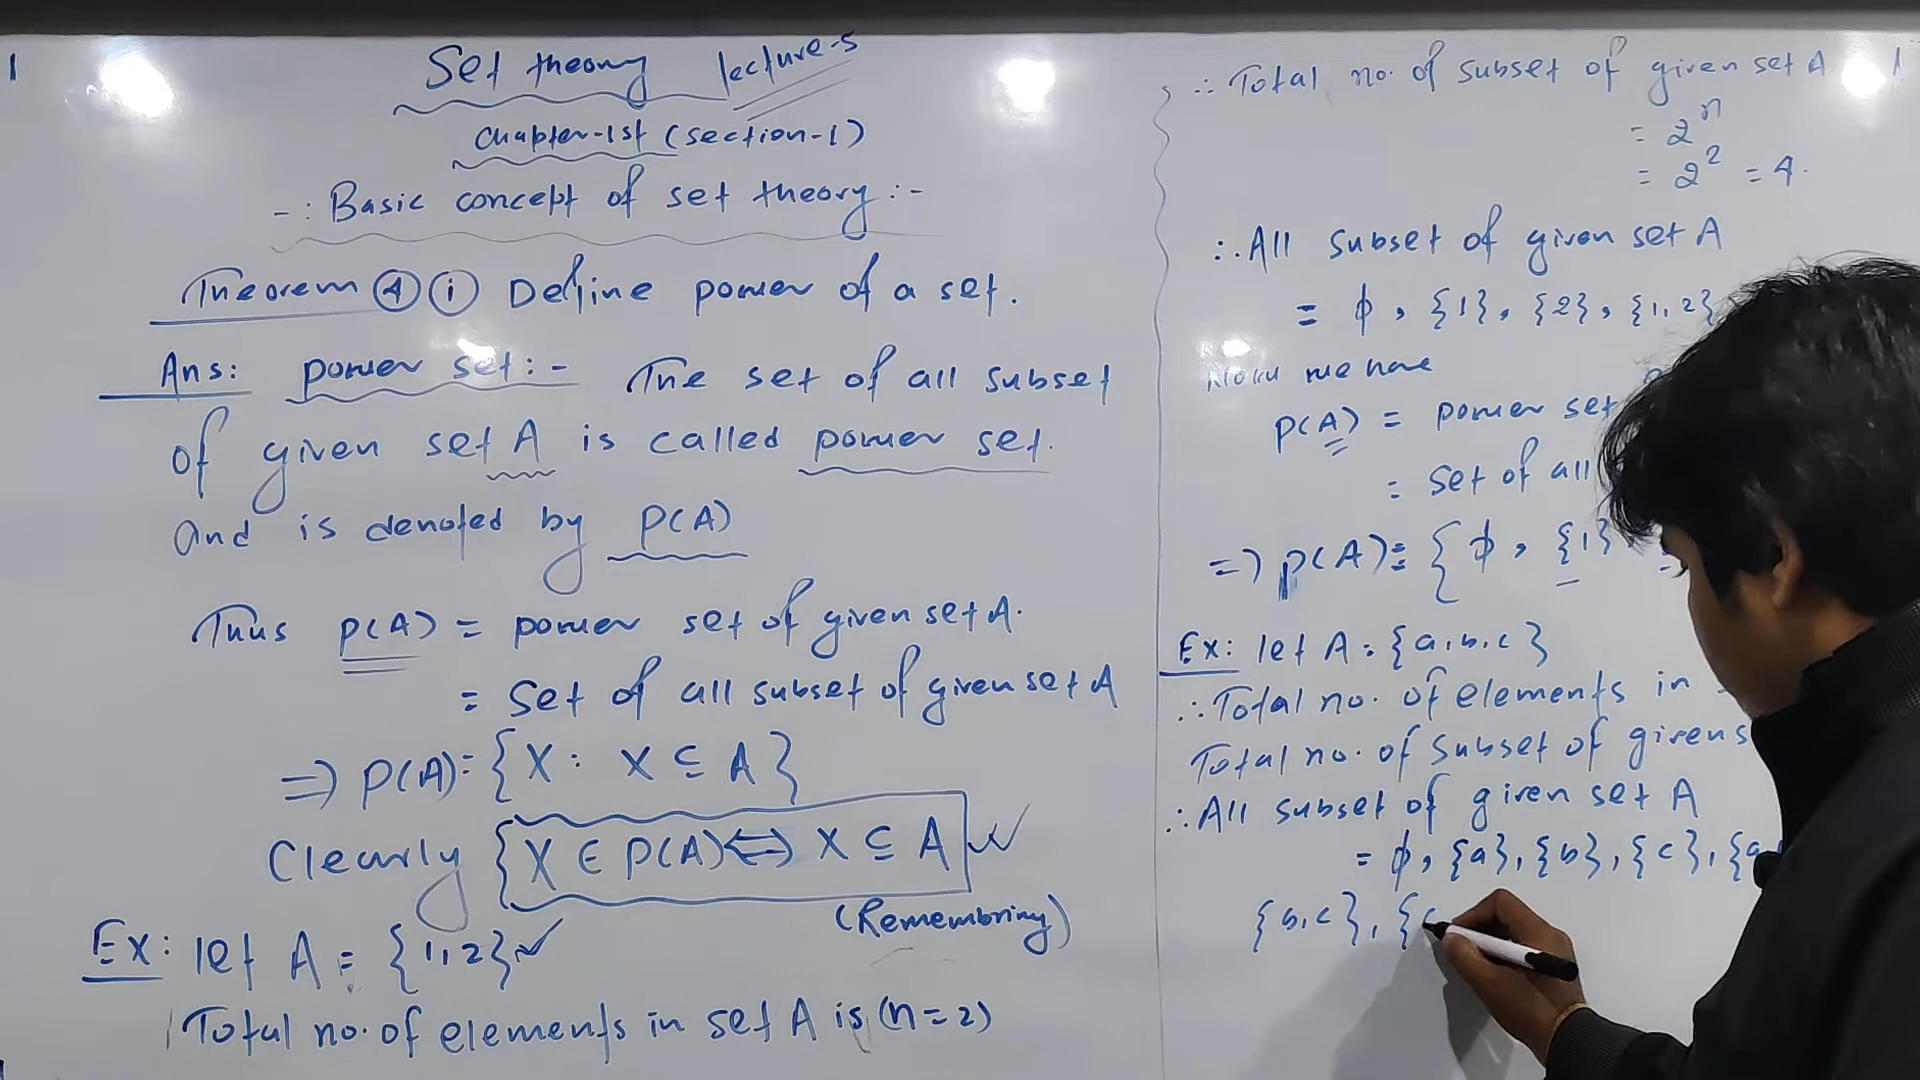 Set theory lecture-5
Chapter-1st (section-1)
-: Basic concept of set theory :-
Theorem 4 i Define power of a set.
Ans: power set :- The set of all subset
of given set A is called power set.
and is denoted by P(A)
Thus P(A) = power set of given set A.
= set of all subset of given set A
=> P(A) = {X : X ⊆ A}
Clearly {X ∈ P(A) <=> X ⊆ A
(Remembring)
Ex: let A = {1,2}
Total no. of elements in set A is (n=2)
∴ Total no. of subset of given set A
= 2^n
= 2^2 = 4.
∴ All subset of given set A
= φ, {1}, {2}, {1,2}
Now we have
P(A) = power set
= set of all
=> P(A) = { φ, {1}
Ex: let A = {a,b,c}
∴ Total no. of elements in
Total no. of subset of given s
∴ All subset of given set A
= φ, {a}, {b}, {c}, {a,
{b,c}, {c